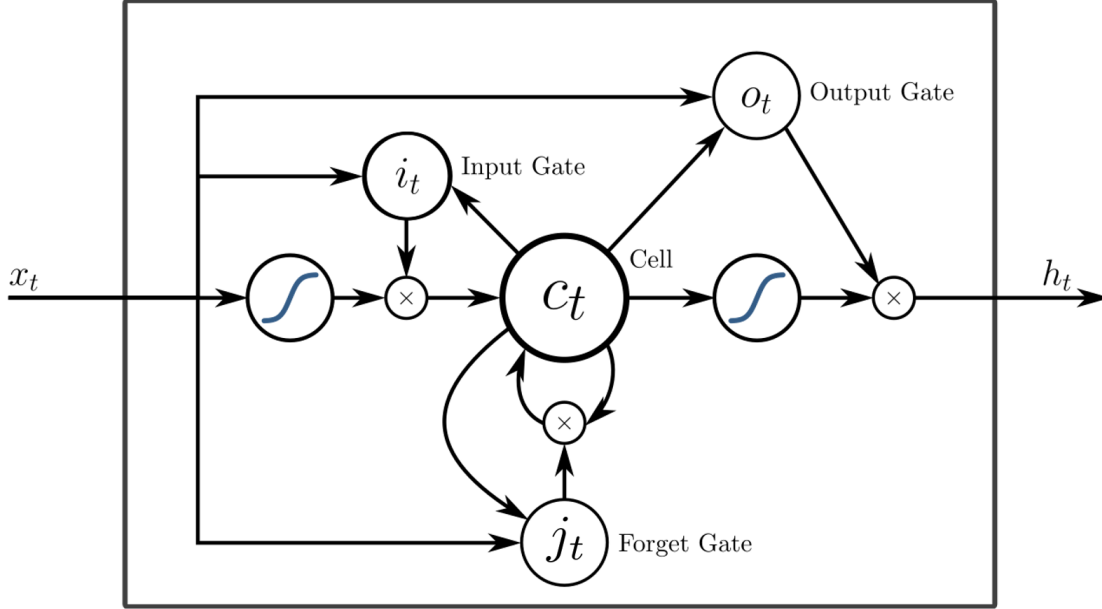 o_t Output Gate
i_t Input Gate
Cell
x_t
×
c_t
×
h_t
×
j_t Forget Gate